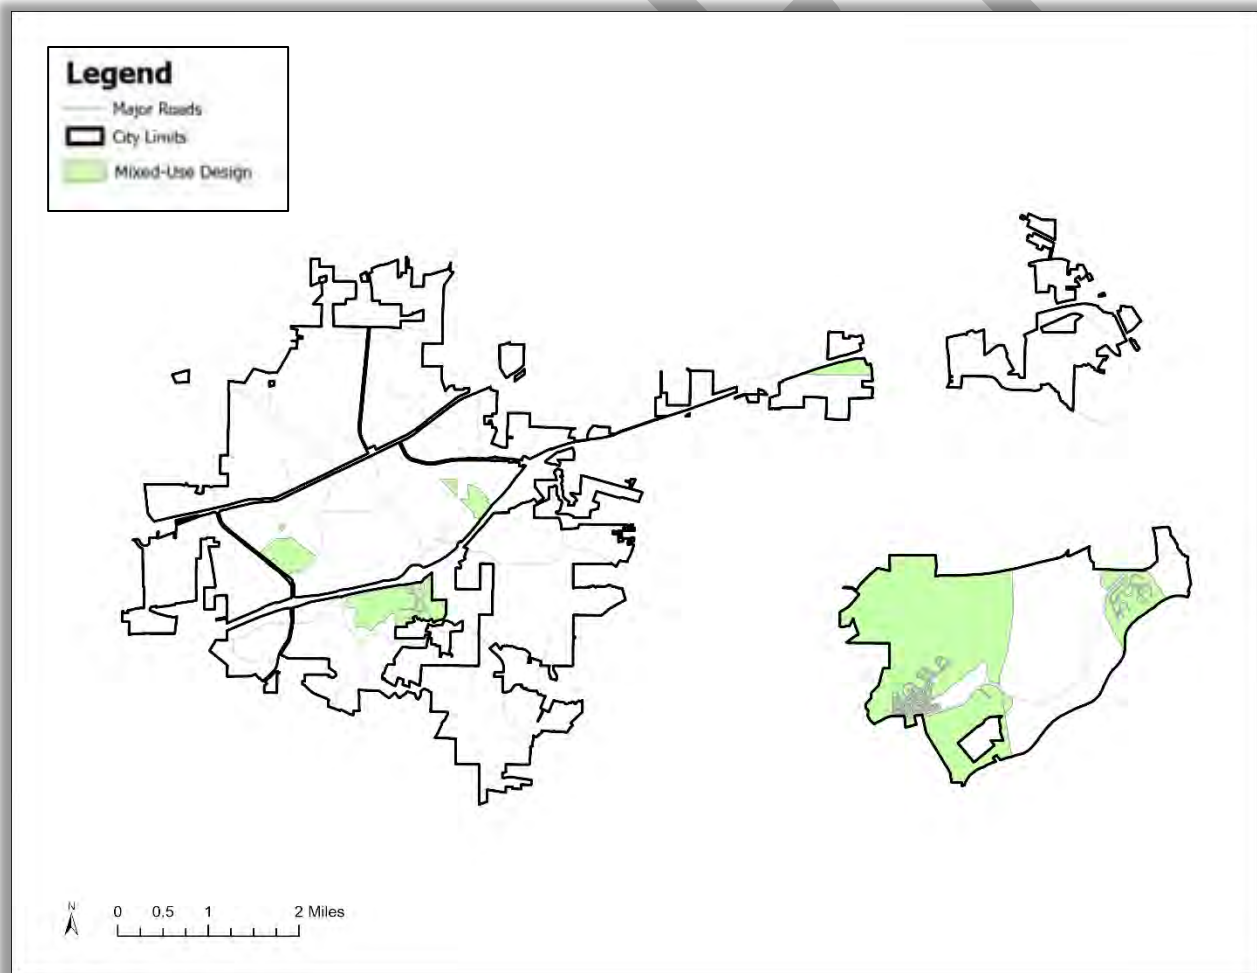 Legend
Major Roads
City Limits
Mixed-Use Design
N
0 0.5 1 2 Miles